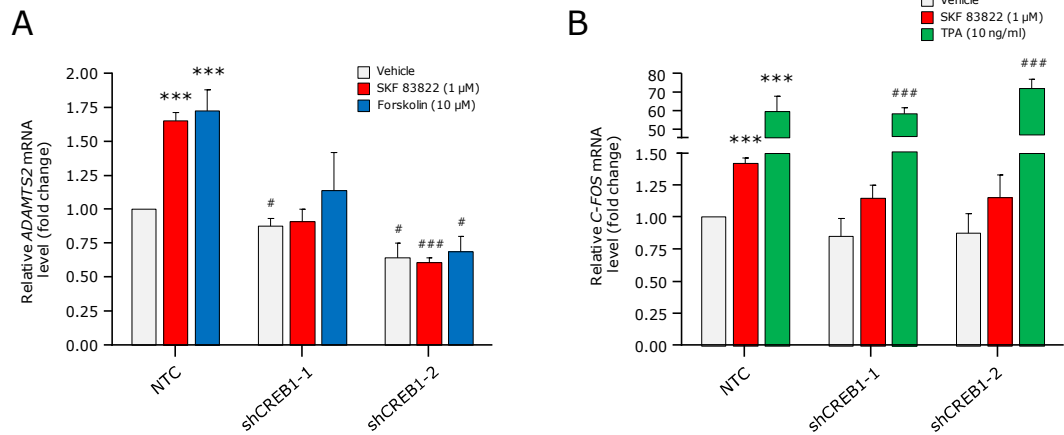 A
Relative ADAMTS2 mRNA
level (fold change)
2.00
1.75
1.50
1.25
1.00
0.75
0.50
0.25
0.00
Vehicle
SKF 83822 (1 µM)
Forskolin (10 µM)
***
***
#
#
###
#
NTC
shCREB1-1
shCREB1-2
B
Relative C-FOS mRNA
level (fold change)
80
70
60
50
1.50
1.25
1.00
0.75
0.50
0.25
0.00
Vehicle
SKF 83822 (1 µM)
TPA (10 ng/ml)
***
***
###
###
NTC
shCREB1-1
shCREB1-2